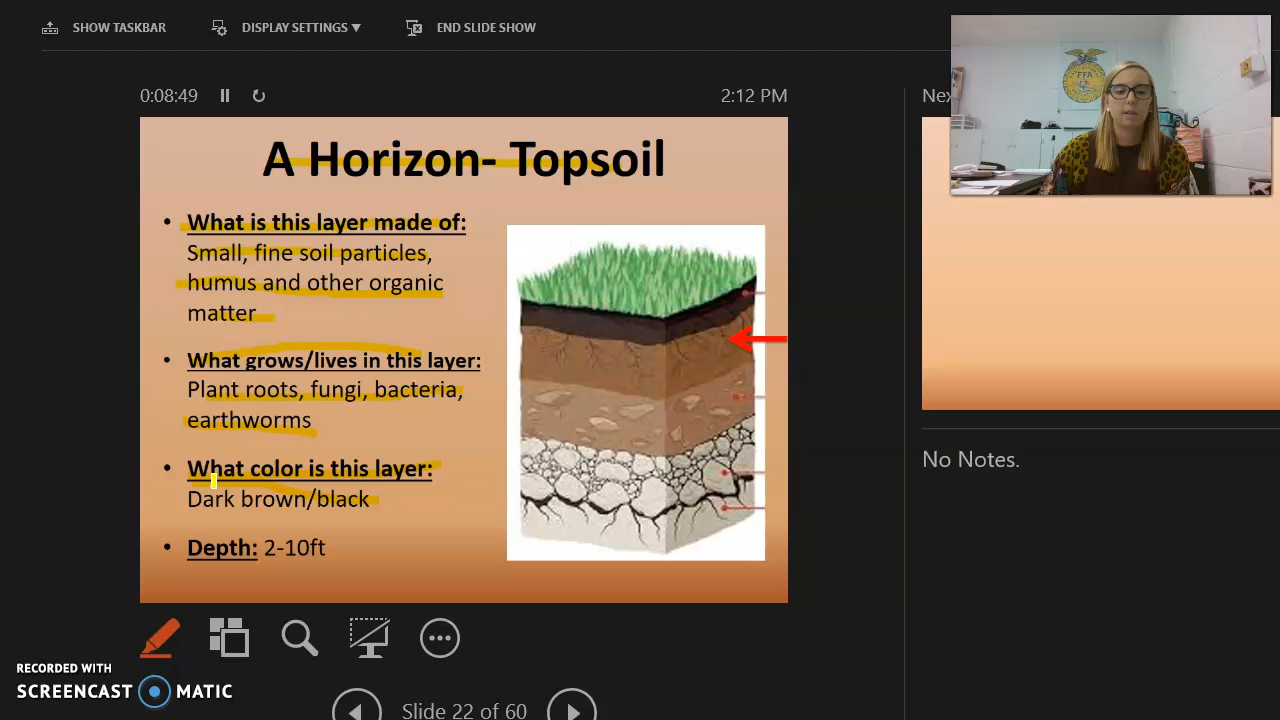 SHOW TASKBAR
DISPLAY SETTINGS ▼
END SLIDE SHOW
0:08:49
2:12 PM
A Horizon- Topsoil
• What is this layer made of:
Small, fine soil particles,
humus and other organic
matter
• What grows/lives in this layer:
Plant roots, fungi, bacteria,
earthworms
• What color is this layer:
Dark brown/black
• Depth: 2-10ft
FFA
No Notes.
RECORDED WITH
SCREENCAST MATIC
Slide 22 of 60